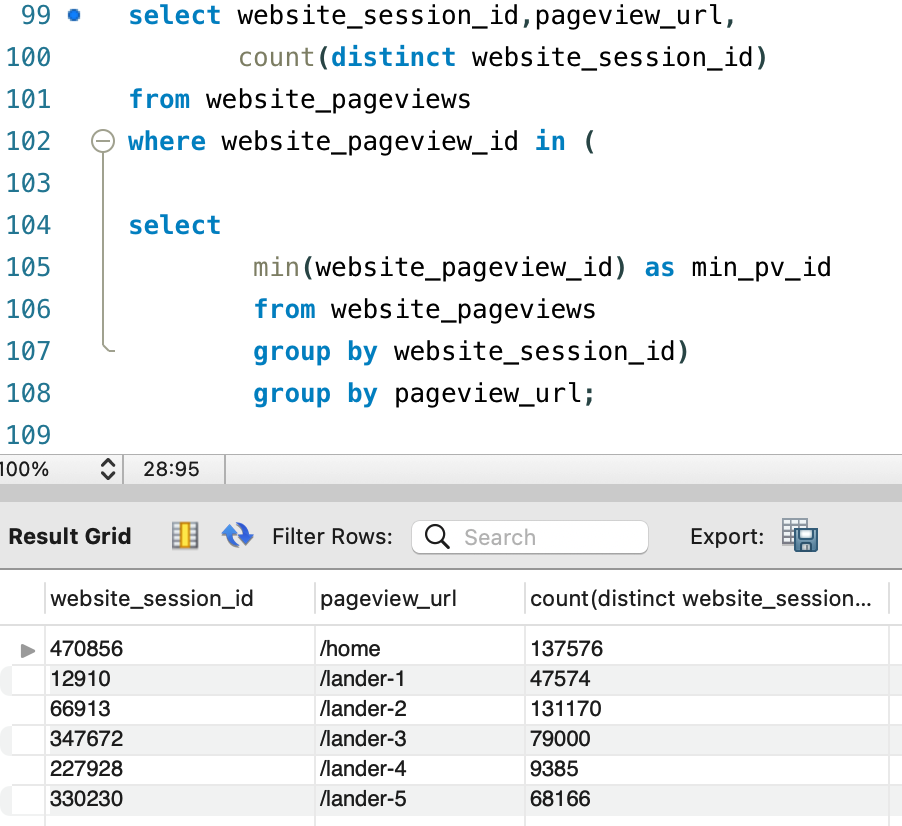 99 select website_session_id,pageview_url,
100 count(distinct website_session_id)
101 from website_pageviews
102 where website_pageview_id in (
103
104 select
105 min(website_pageview_id) as min_pv_id
106 from website_pageviews
107 group by website_session_id)
108 group by pageview_url;
109
100% 28:95
Result Grid Filter Rows: Search Export:
website_session_id pageview_url count(distinct website_session...
470856 /home 137576
12910 /lander-1 47574
66913 /lander-2 131170
347672 /lander-3 79000
227928 /lander-4 9385
330230 /lander-5 68166